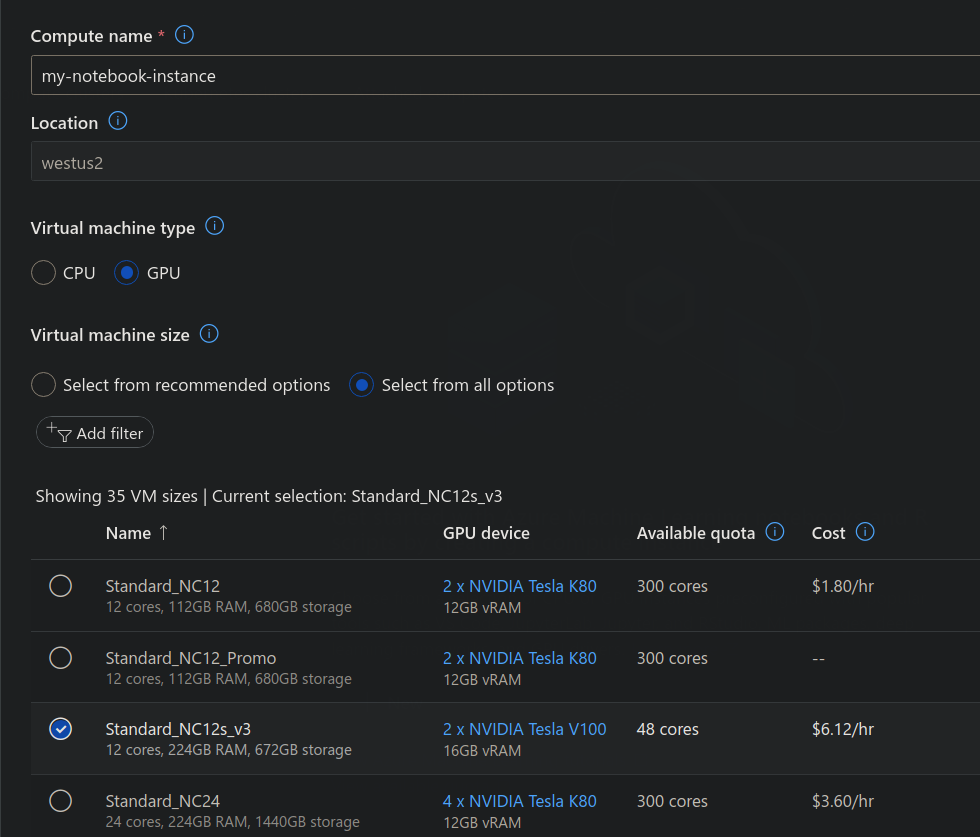 Compute name *
my-notebook-instance
Location
westus2
Virtual machine type
CPU GPU
Virtual machine size
Select from recommended options Select from all options
Add filter
Showing 35 VM sizes | Current selection: Standard_NC12s_v3
Name ↑ GPU device Available quota Cost
Standard_NC12 2 x NVIDIA Tesla K80 300 cores $1.80/hr
12 cores, 112GB RAM, 680GB storage 12GB vRAM
Standard_NC12_Promo 2 x NVIDIA Tesla K80 300 cores --
12 cores, 112GB RAM, 680GB storage 12GB vRAM
Standard_NC12s_v3 2 x NVIDIA Tesla V100 48 cores $6.12/hr
12 cores, 224GB RAM, 672GB storage 16GB vRAM
Standard_NC24 4 x NVIDIA Tesla K80 300 cores $3.60/hr
24 cores, 224GB RAM, 1440GB storage 12GB vRAM